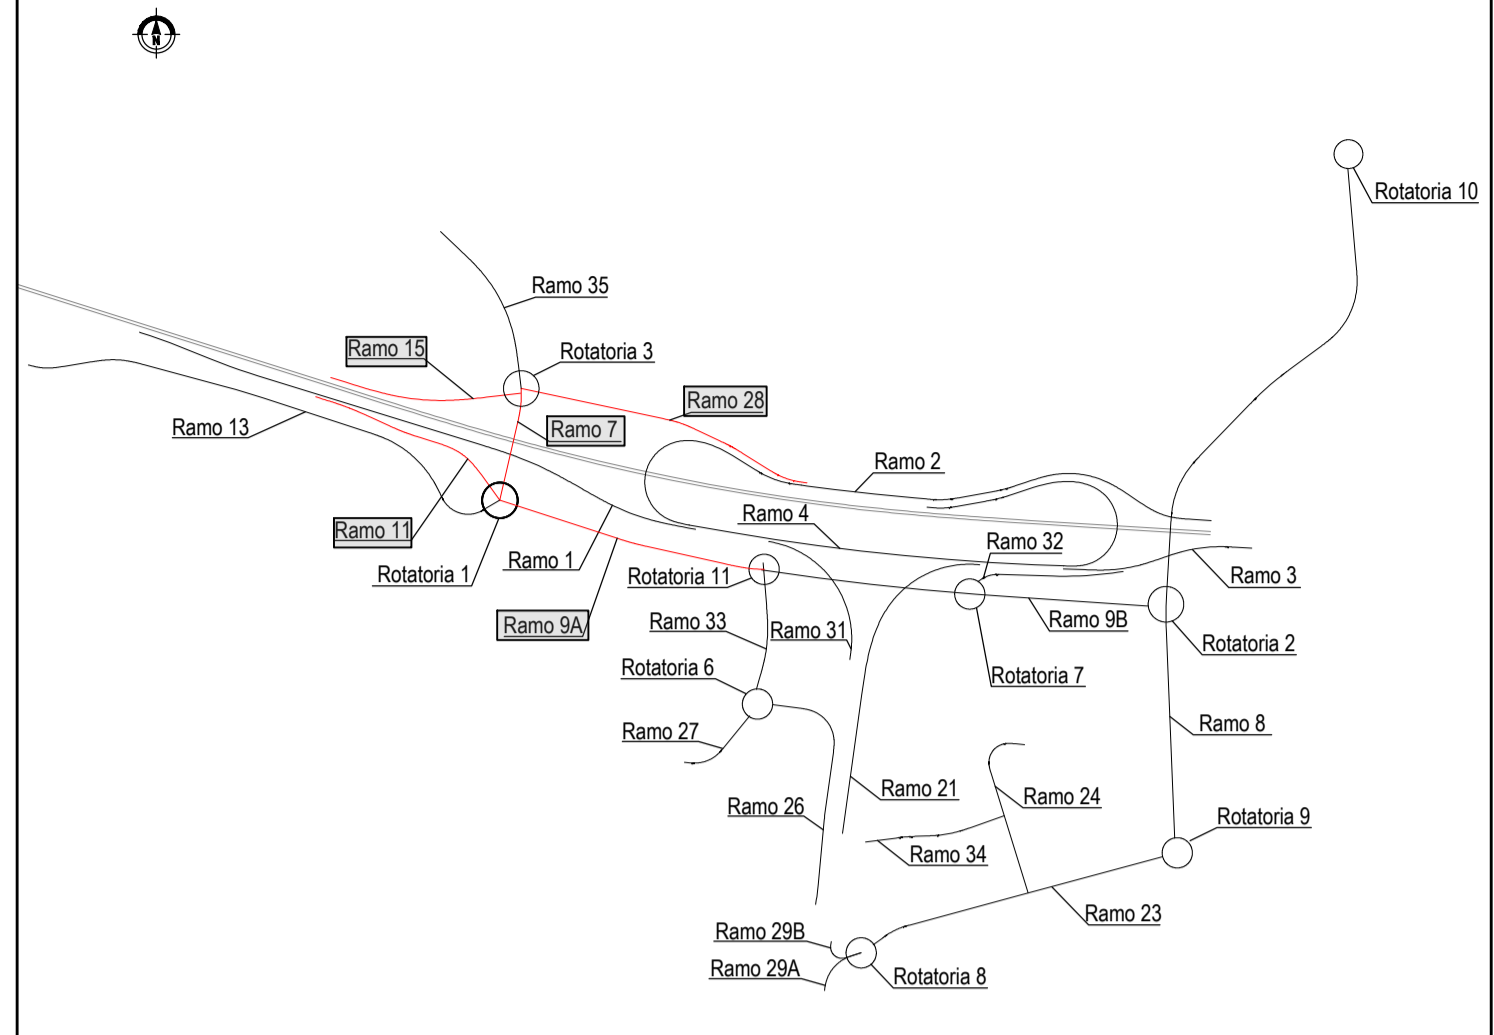 N
Rotatoria 10
Ramo 35
Ramo 15
Rotatoria 3
Ramo 28
Ramo 13
Ramo 7
Ramo 2
Ramo 4
Ramo 11
Ramo 32
Ramo 1
Rotatoria 1
Rotatoria 11
Ramo 3
Ramo 9A
Ramo 33
Ramo 31
Ramo 9B
Rotatoria 2
Rotatoria 6
Rotatoria 7
Ramo 27
Ramo 8
Ramo 21
Ramo 24
Ramo 26
Rotatoria 9
Ramo 34
Ramo 23
Ramo 29B
Ramo 29A
Rotatoria 8